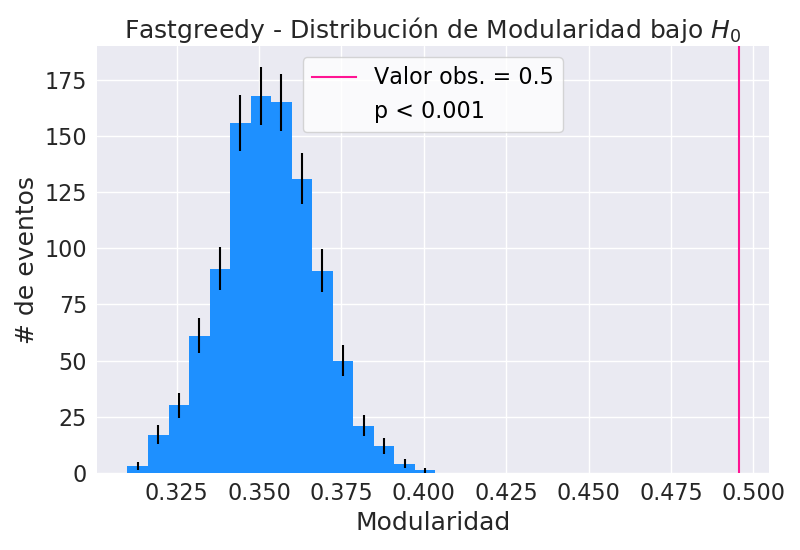 Fastgreedy - Distribución de Modularidad bajo $H_0$
Valor obs. = 0.5
p < 0.001
# de eventos
175
150
125
100
75
50
25
0
0.325 0.350 0.375 0.400 0.425 0.450 0.475 0.500
Modularidad